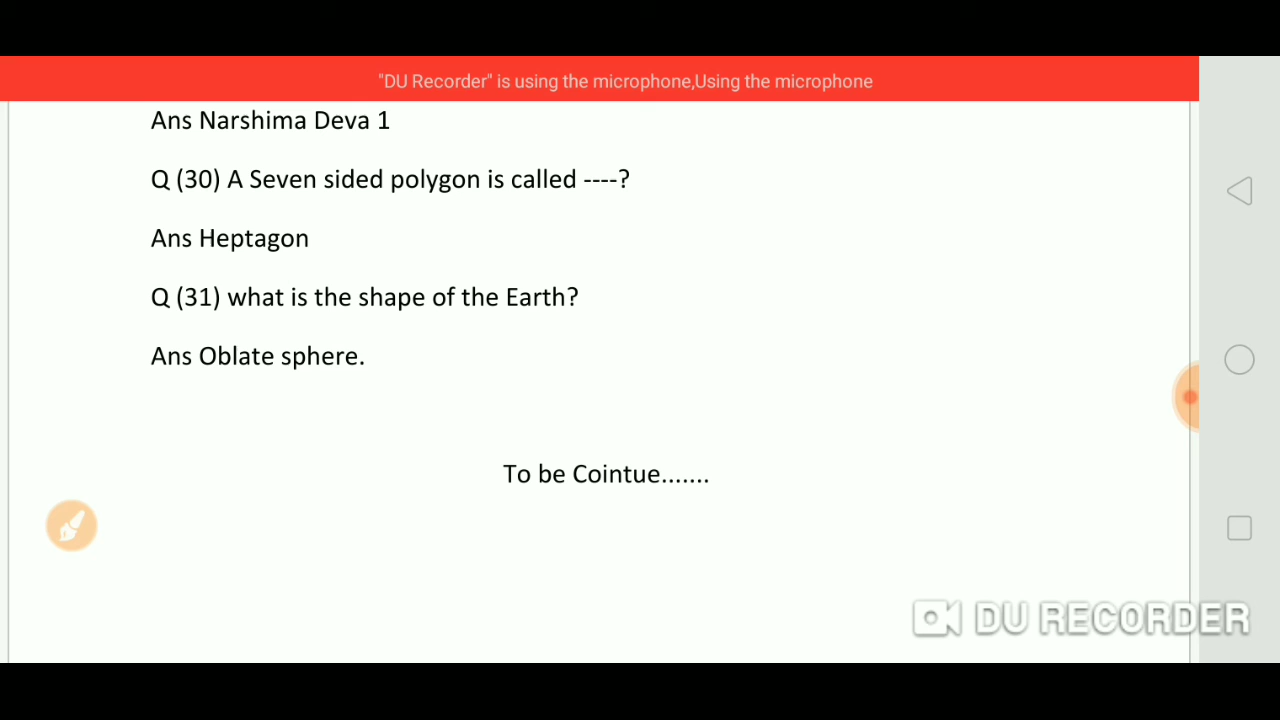 "DU Recorder" is using the microphone,Using the microphone
Ans Narshima Deva 1
Q (30) A Seven sided polygon is called ----?
Ans Heptagon
Q (31) what is the shape of the Earth?
Ans Oblate sphere.
To be Cointue.......
DU RECORDER